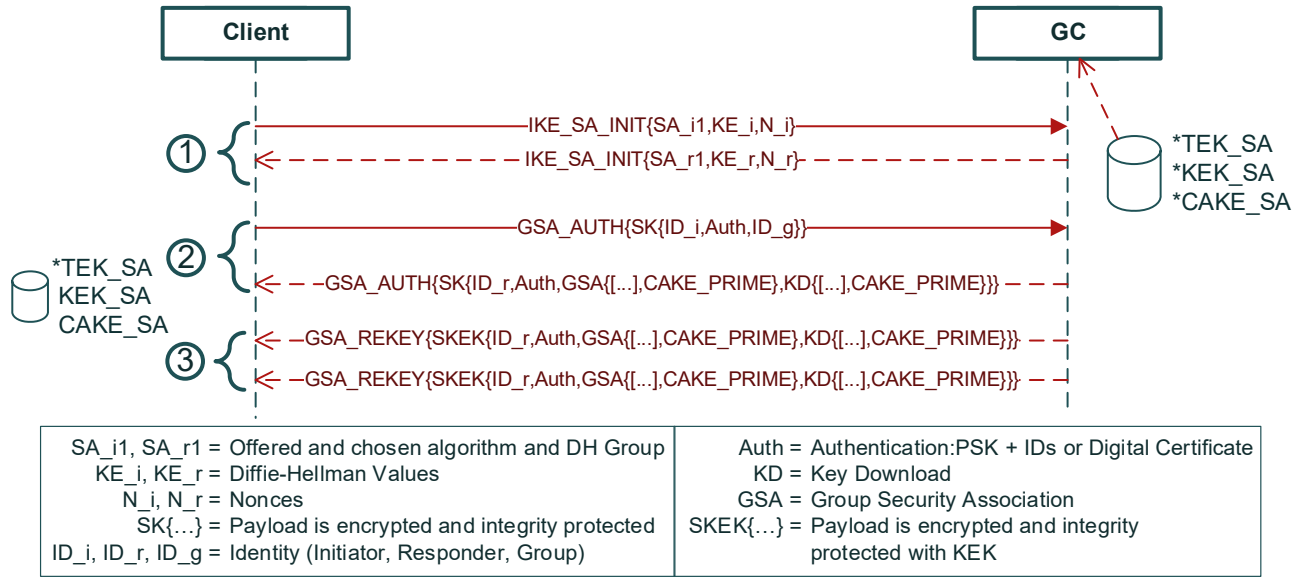 Client
GC
IKE_SA_INIT{SA_i1,KE_i,N_i}
1
IKE_SA_INIT{SA_r1,KE_r,N_r}
*TEK_SA
*KEK_SA
*CAKE_SA
GSA_AUTH{SK{ID_i,Auth,ID_g}}
2
*TEK_SA
KEK_SA
CAKE_SA
GSA_AUTH{SK{ID_r,Auth,GSA{[...],CAKE_PRIME},KD{[...],CAKE_PRIME}}}
GSA_REKEY{SKEK{ID_r,Auth,GSA{[...],CAKE_PRIME},KD{[...],CAKE_PRIME}}}
3
GSA_REKEY{SKEK{ID_r,Auth,GSA{[...],CAKE_PRIME},KD{[...],CAKE_PRIME}}}
SA_i1, SA_r1 = Offered and chosen algorithm and DH Group
KE_i, KE_r = Diffie-Hellman Values
N_i, N_r = Nonces
SK{...} = Payload is encrypted and integrity protected
ID_i, ID_r, ID_g = Identity (Initiator, Responder, Group)
Auth = Authentication:PSK + IDs or Digital Certificate
KD = Key Download
GSA = Group Security Association
SKEK{...} = Payload is encrypted and integrity
protected with KEK